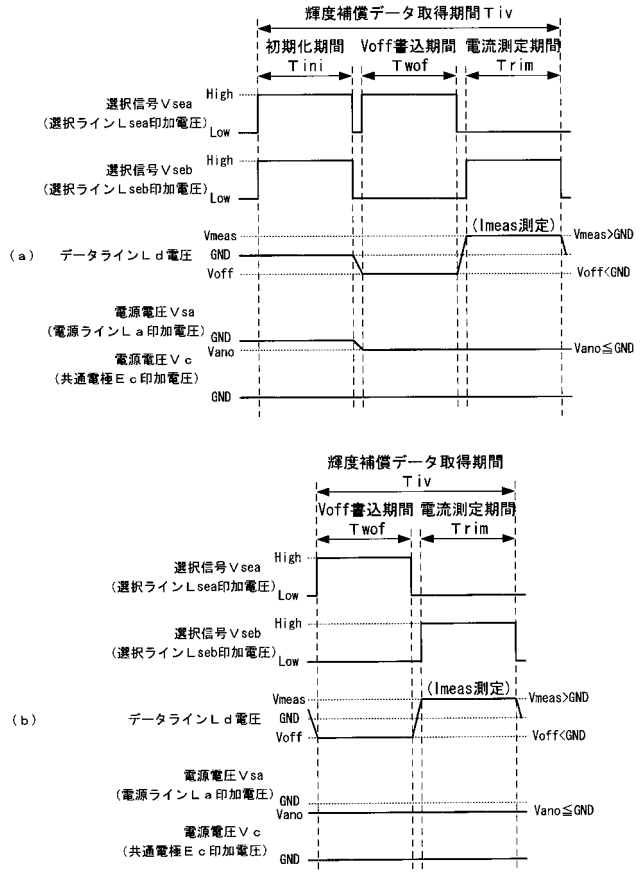 輝度補償データ取得期間Tiv
初期化期間 Voff書込期間 電流測定期間
Tini Twof Trim
選択信号Vsea
(選択ラインLsea印加電圧)
High
Low
選択信号Vseb
(選択ラインLseb印加電圧)
High
Low
(Imeas測定)
(a) データラインLd電圧
Vmeas
GND
Voff
Vmeas>GND
Voff<GND
電源電圧Vsa
(電源ラインLa印加電圧)
GND
Vano
Vano≦GND
電源電圧Vc
(共通電極Ec印加電圧)
GND
輝度補償データ取得期間
Tiv
Voff書込期間 電流測定期間
Twof Trim
選択信号Vsea
(選択ラインLsea印加電圧)
High
Low
選択信号Vseb
(選択ラインLseb印加電圧)
High
Low
(Imeas測定)
(b) データラインLd電圧
Vmeas
GND
Voff
Vmeas>GND
Voff<GND
電源電圧Vsa
(電源ラインLa印加電圧)
GND
Vano
Vano≦GND
電源電圧Vc
(共通電極Ec印加電圧)
GND